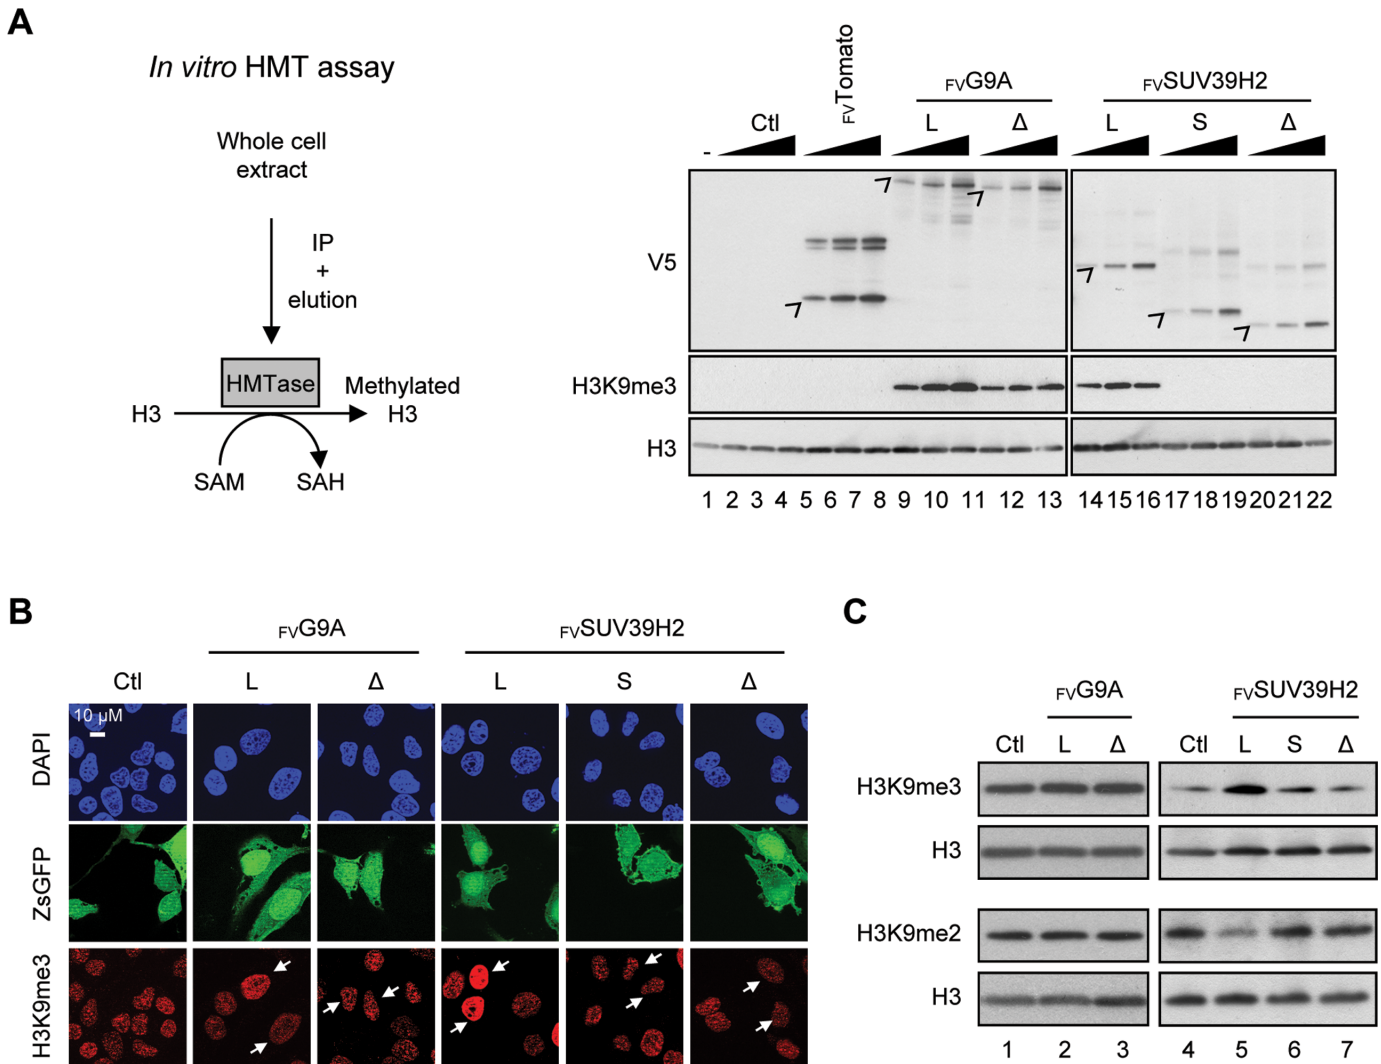 A
In vitro HMT assay
Whole cell
extract
IP
+
elution
HMTase
H3
Methylated
H3
SAM
SAH
FVTomato
FVG9A
FVSUV39H2
Ctl
L
Δ
L
S
Δ
-
V5
H3K9me3
H3
1 2 3 4 5 6 7 8 9 10 11 12 13 14 15 16 17 18 19 20 21 22
B
FVG9A
FVSUV39H2
Ctl
L
Δ
L
S
Δ
10 µM
DAPI
ZsGFP
H3K9me3
C
FVG9A
FVSUV39H2
Ctl L Δ Ctl L S Δ
H3K9me3
H3
H3K9me2
H3
1 2 3 4 5 6 7